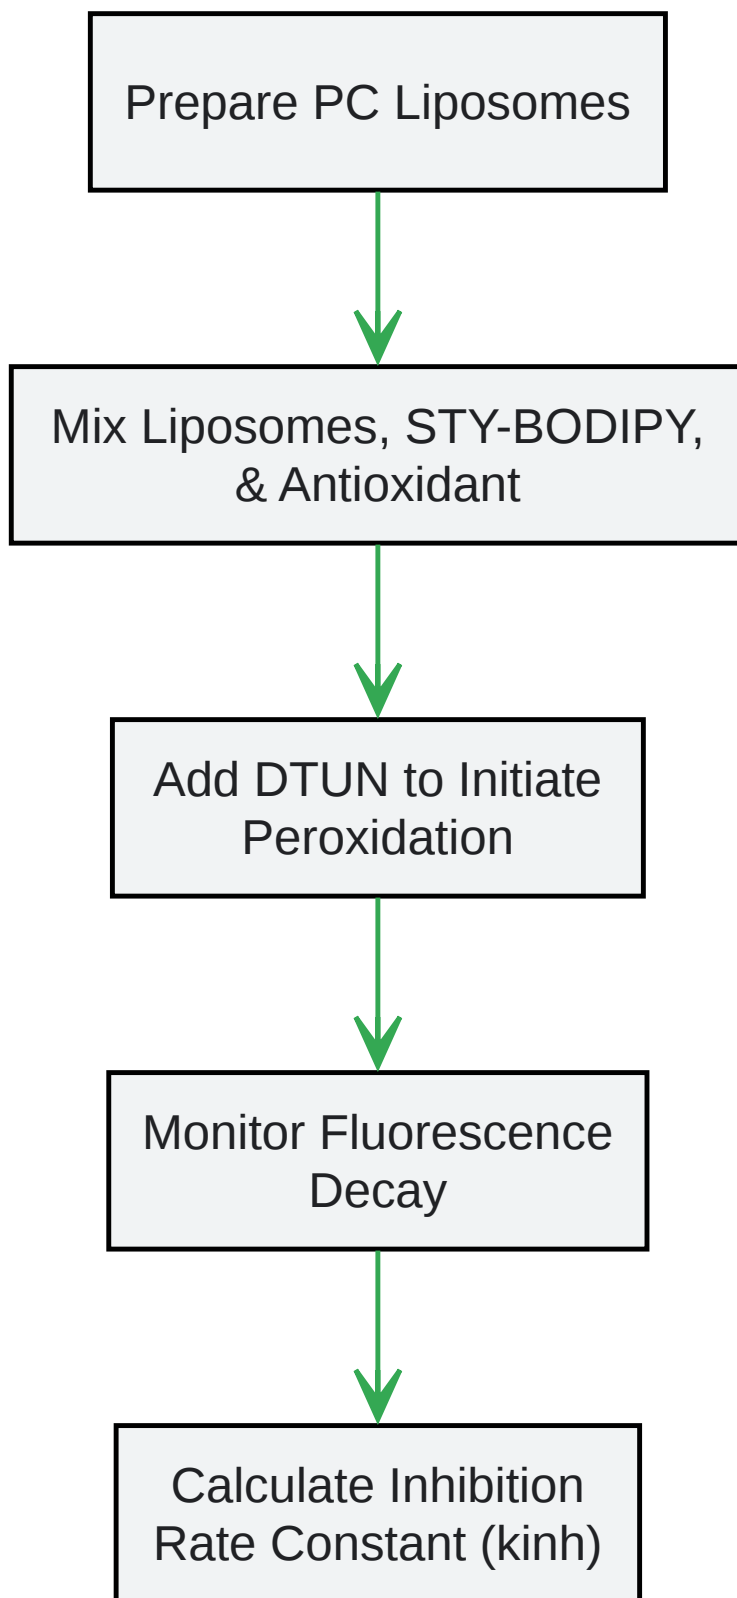 Prepare PC Liposomes
Mix Liposomes, STY-BODIPY,
& Antioxidant
Add DTUN to Initiate
Peroxidation
Monitor Fluorescence
Decay
Calculate Inhibition
Rate Constant (kinh)